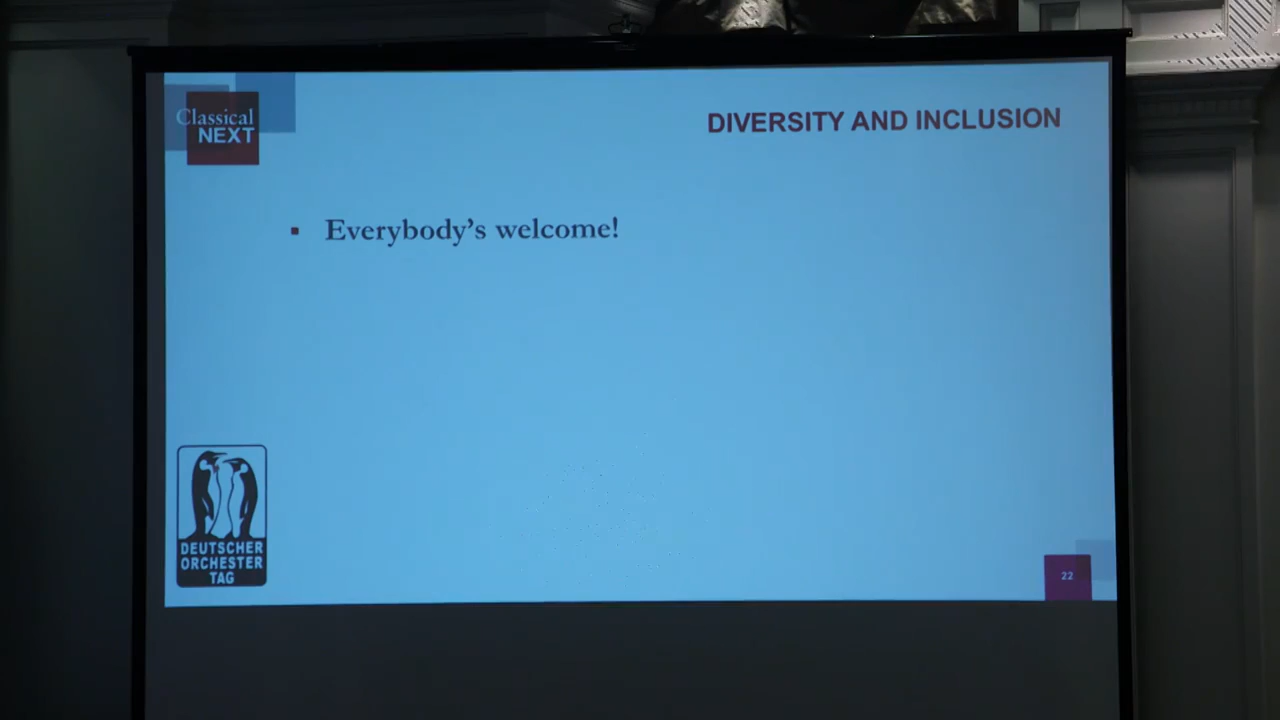 Classical
NEXT
DIVERSITY AND INCLUSION
▪ Everybody's welcome!
DEUTSCHER
ORCHESTER
TAG
22